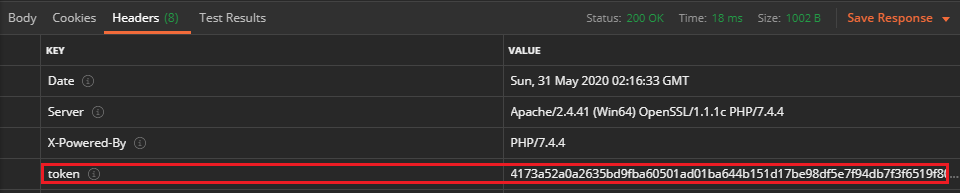 Body Cookies Headers (8) Test Results Status: 200 OK Time: 18 ms Size: 1002 B Save Response
KEY VALUE
Date Sun, 31 May 2020 02:16:33 GMT
Server Apache/2.4.41 (Win64) OpenSSL/1.1.1c PHP/7.4.4
X-Powered-By PHP/7.4.4
token 4173a52a0a2635bd9fba60501ad01ba644b151d17be98df5e7f94db7f3f6519f8...